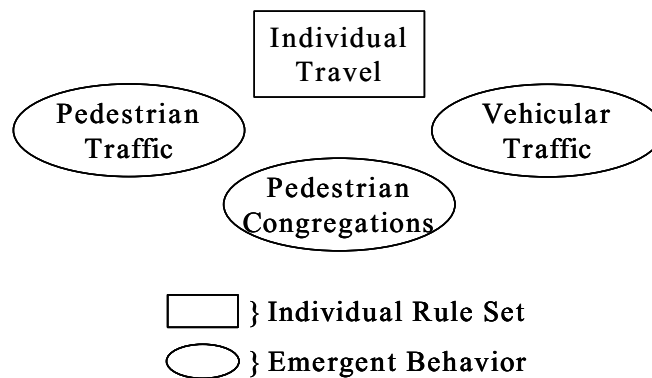 Individual
Travel
Pedestrian
Traffic
Vehicular
Traffic
Pedestrian
Congregations
} Individual Rule Set
} Emergent Behavior